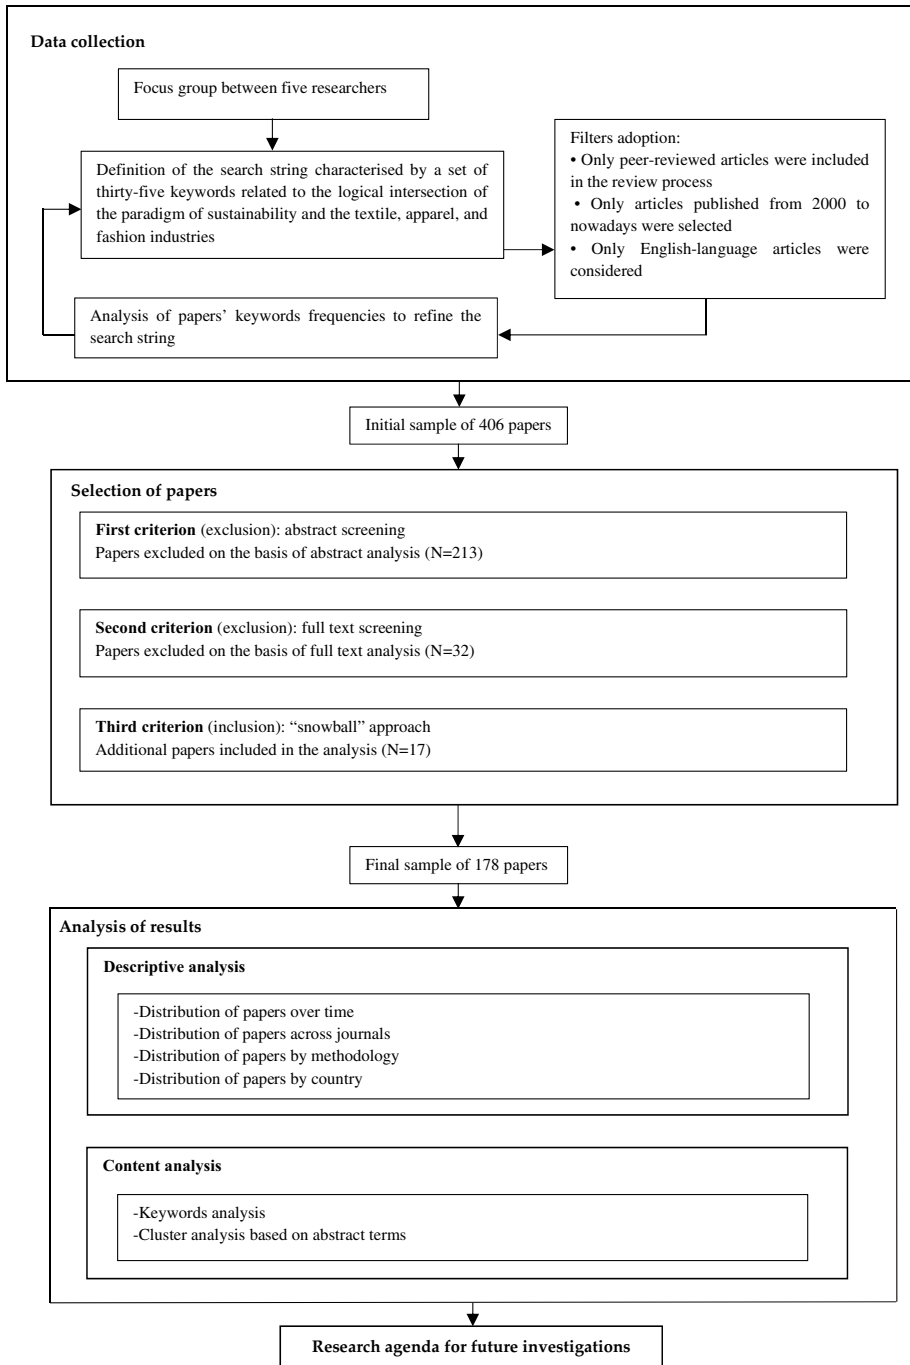 Data collection
Focus group between five researchers
Definition of the search string characterised by a set of
thirty-five keywords related to the logical intersection of
the paradigm of sustainability and the textile, apparel, and
fashion industries
Filters adoption:
• Only peer-reviewed articles were included
in the review process
• Only articles published from 2000 to
nowadays were selected
• Only English-language articles were
considered
Analysis of papers’ keywords frequencies to refine the
search string
Initial sample of 406 papers
Selection of papers
First criterion (exclusion): abstract screening
Papers excluded on the basis of abstract analysis (N=213)
Second criterion (exclusion): full text screening
Papers excluded on the basis of full text analysis (N=32)
Third criterion (inclusion): “snowball” approach
Additional papers included in the analysis (N=17)
Final sample of 178 papers
Analysis of results
Descriptive analysis
-Distribution of papers over time
-Distribution of papers across journals
-Distribution of papers by methodology
-Distribution of papers by country
Content analysis
-Keywords analysis
-Cluster analysis based on abstract terms
Research agenda for future investigations